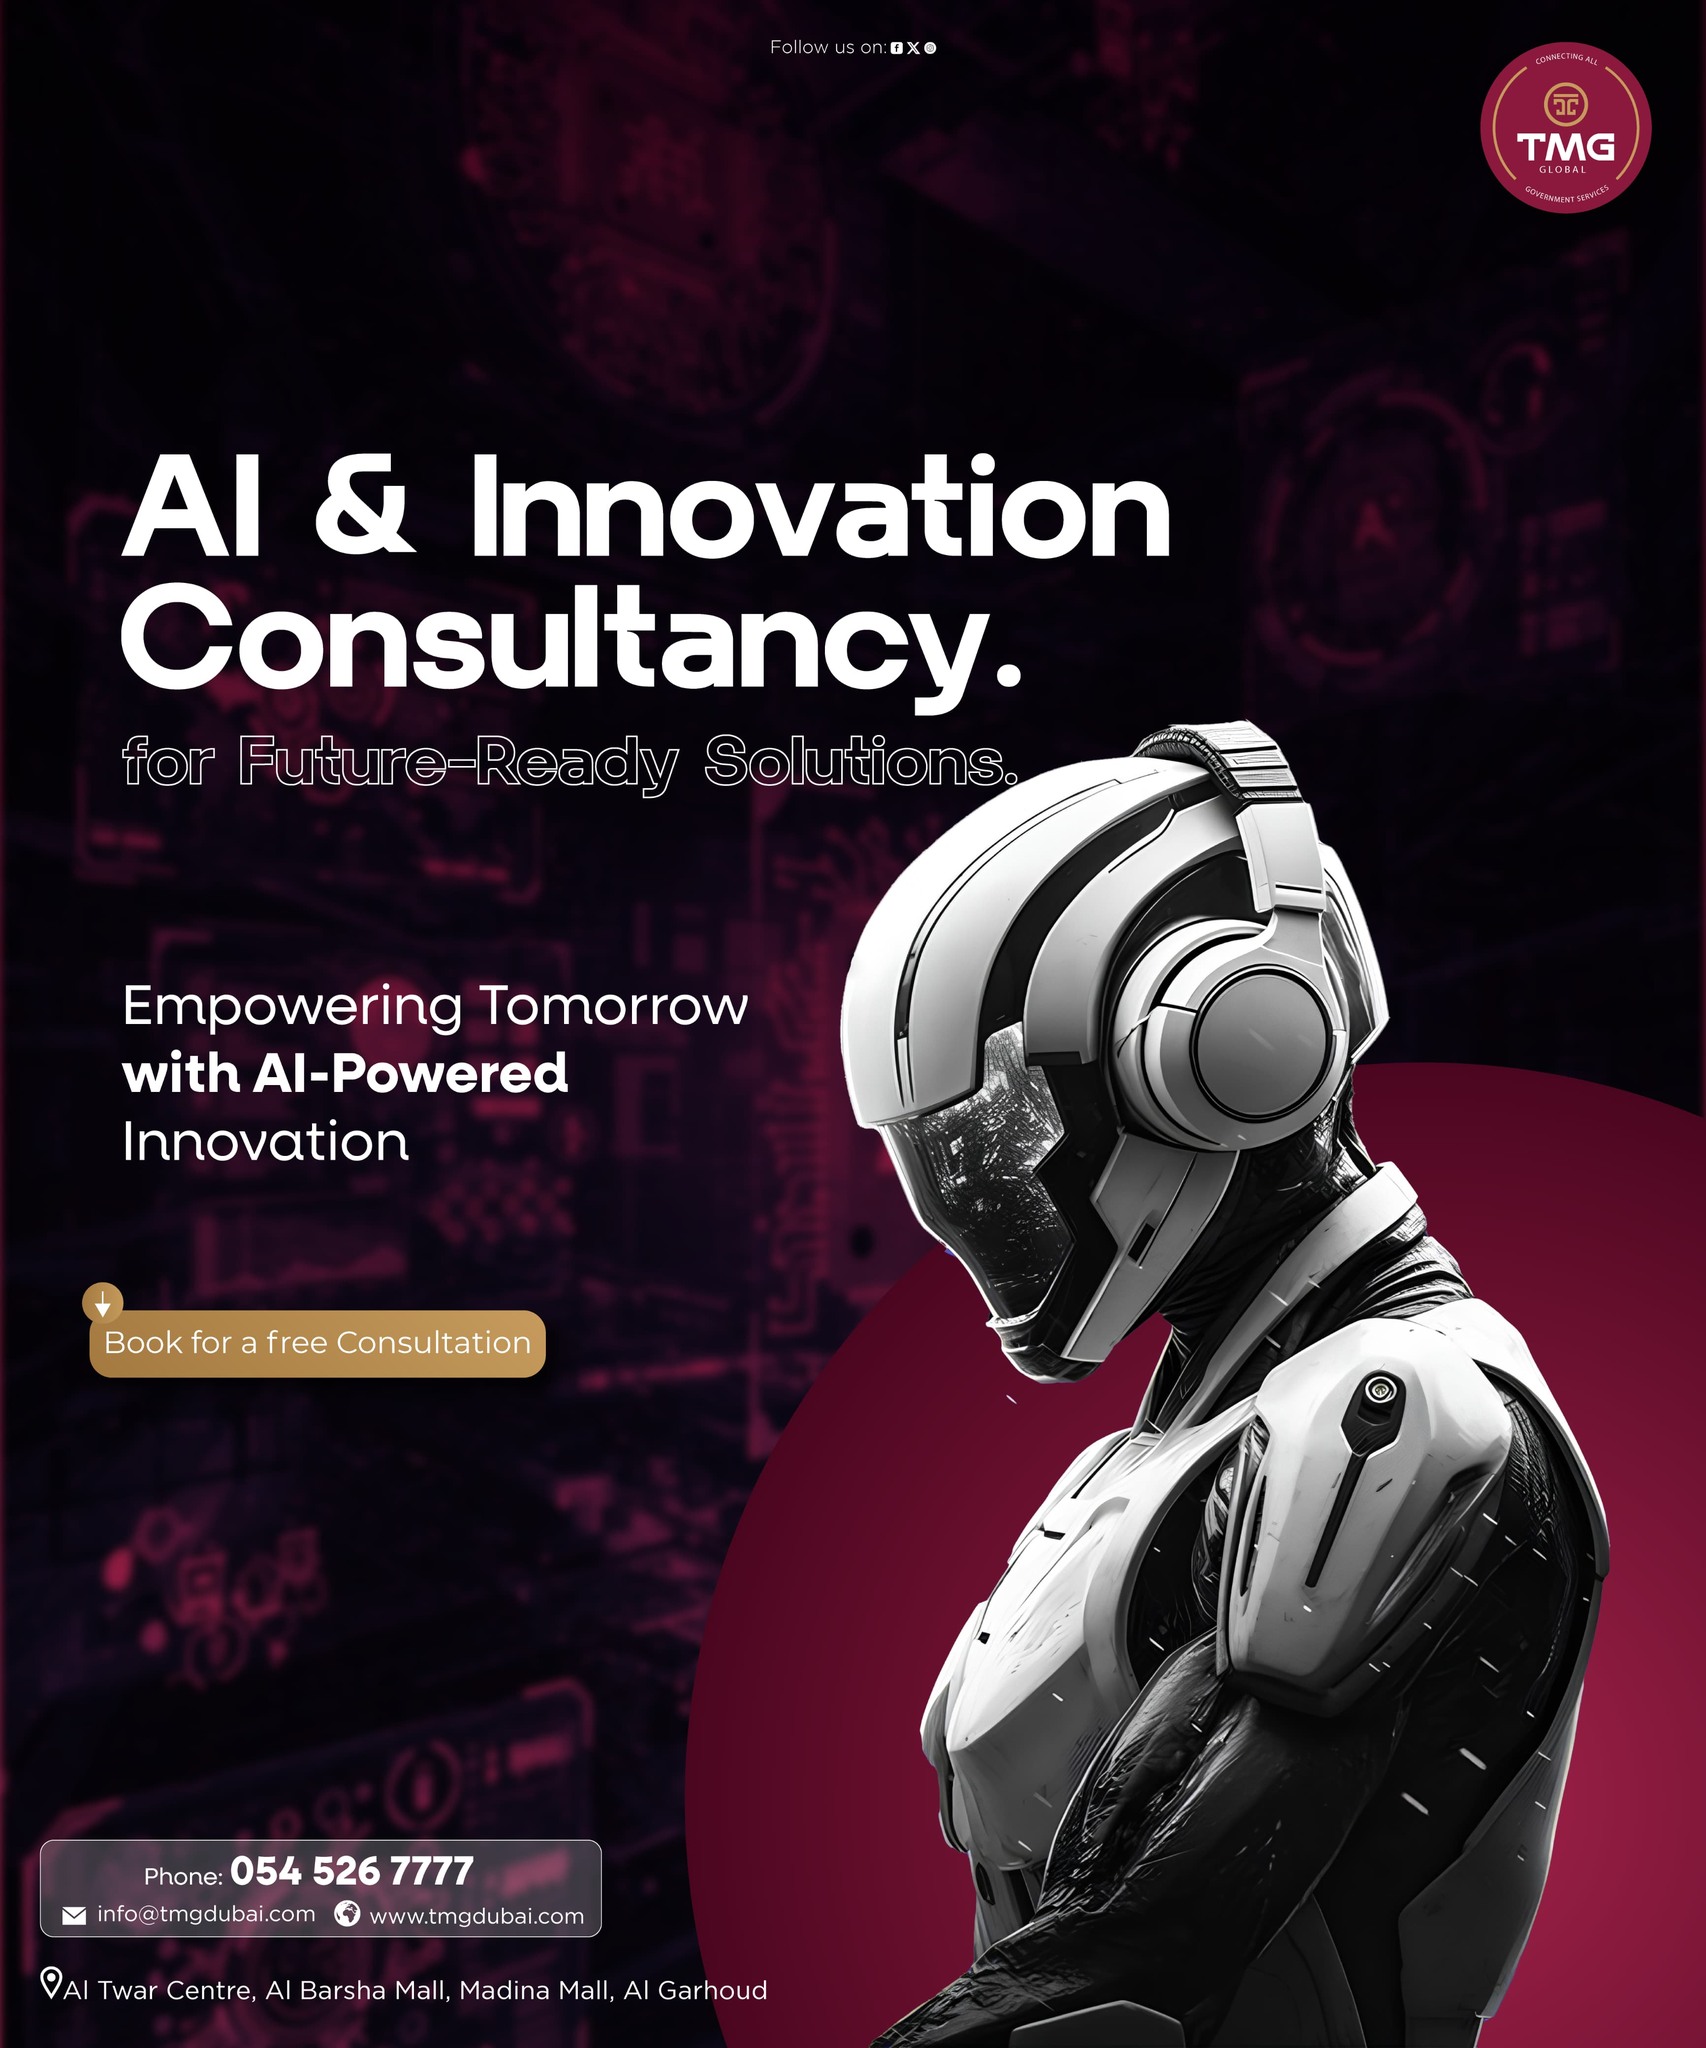 Follow us on:
CONNECTING ALL
TMG
GLOBAL
GOVERNMENT SERVICES
AI & Innovation
Consultancy.
for Future-Ready Solutions.
Empowering Tomorrow
with AI-Powered
Innovation
Book for a free Consultation
Phone: 054 526 7777
info@tmgdubai.com www.tmgdubai.com
Al Twar Centre, Al Barsha Mall, Madina Mall, Al Garhoud